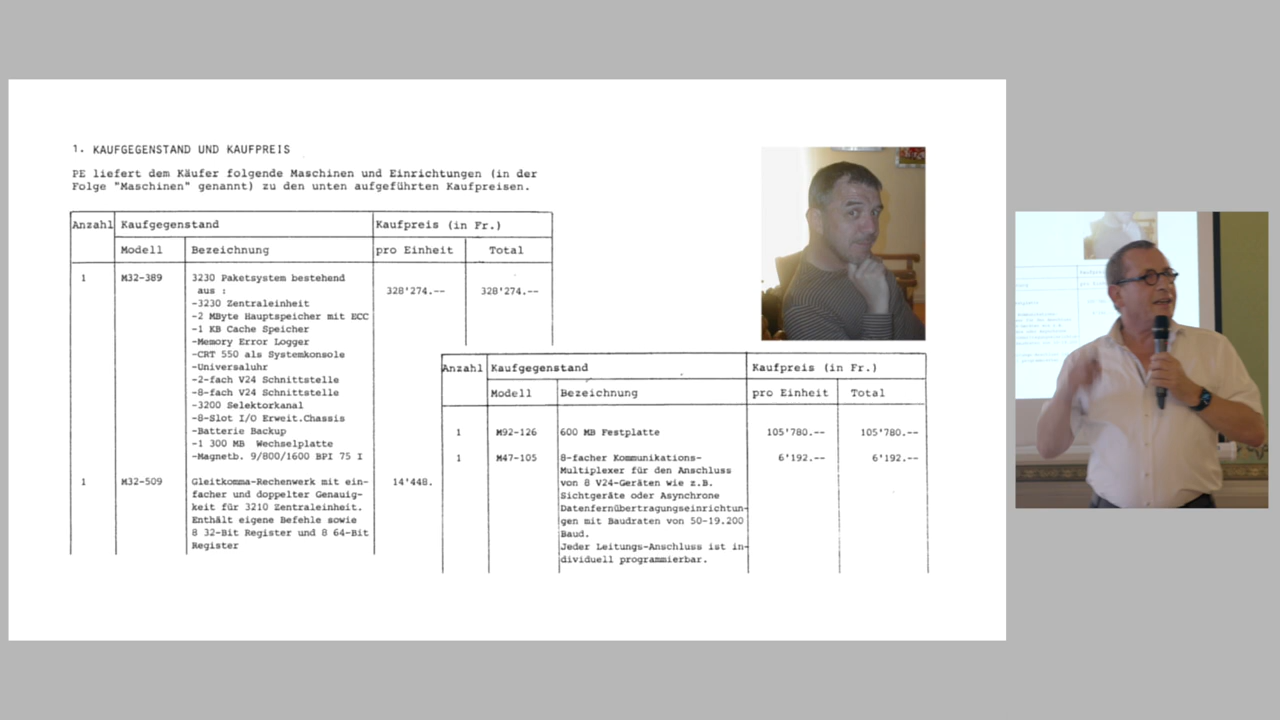 1. KAUFGEGENSTAND UND KAUFPREIS
PE liefert dem Käufer folgende Maschinen und Einrichtungen (in der
Folge "Maschinen" genannt) zu den unten aufgeführten Kaufpreisen.
Anzahl Kaufgegenstand Kaufpreis (in Fr.)
Modell Bezeichnung pro Einheit Total
1 M32-389 3230 Paketsystem bestehend
aus :
328'274.-- 328'274.--
-3230 Zentraleinheit
-2 MByte Hauptspeicher mit ECC
-1 KB Cache Speicher
-Memory Error Logger
-CRT 550 als Systemkonsole
-Universaluhr
-2-fach V24 Schnittstelle
-8-fach V24 Schnittstelle
-3200 Selektorkanal
-8-Slot I/O Erweit.Chassis
-Batterie Backup
-1 300 MB Wechselplatte
-Magnetb. 9/800/1600 BPI 75 I
1 M32-509 Gleitkomma-Rechenwerk mit ein- 14'448.
facher und doppelter Genauig-
keit für 3210 Zentraleinheit.
Enthält eigene Befehle sowie
8 32-Bit Register und 8 64-Bit
Register
Anzahl Kaufgegenstand Kaufpreis (in Fr.)
Modell Bezeichnung pro Einheit Total
1 M92-126 600 MB Festplatte 105'780.-- 105'780.--
1 M47-105 8-facher Kommunikations- 6'192.-- 6'192.--
Multiplexer für den Anschluss
von 8 V24-Geräten wie z.B.
Sichtgeräte oder Asynchrone
Datenfernübertragungseinrichtun-
gen mit Baudraten von 50-19.200
Baud.
Jeder Leitungs-Anschluss ist in-
dividuell programmierbar.